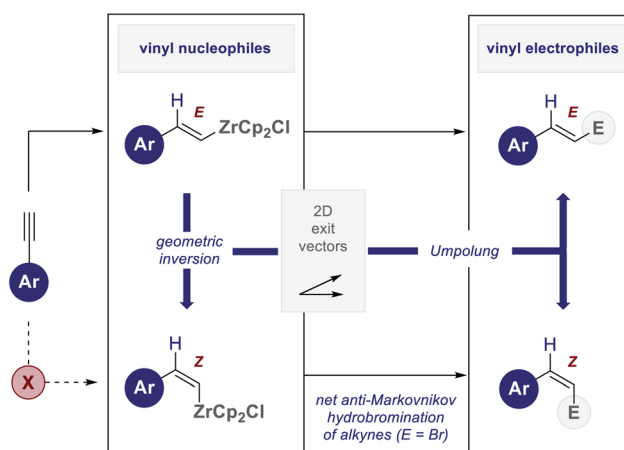 vinyl nucleophiles
vinyl electrophiles
H
E
ZrCp2Cl
Ar
H
E
E
Ar
geometric
inversion
2D
exit
vectors
Umpolung
Ar
X
H
Z
Ar
ZrCp2Cl
net anti-Markovnikov
hydrobromination
of alkynes (E = Br)
H
Z
Ar
E